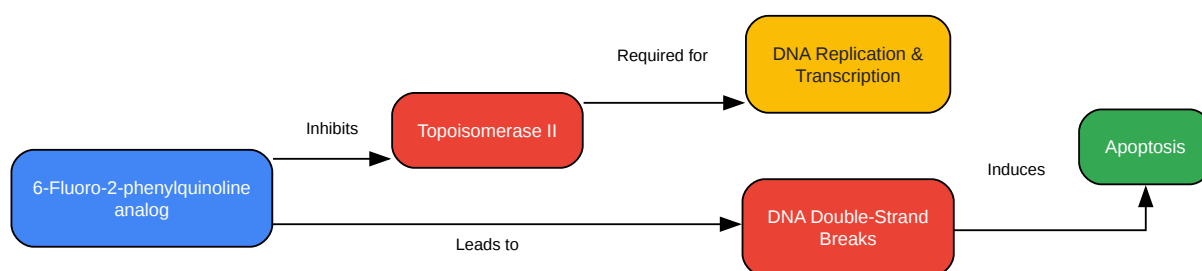 Required for
DNA Replication &
Transcription
Inhibits
Topoisomerase II
Apoptosis
6-Fluoro-2-phenylquinoline
analog
Induces
DNA Double-Strand
Breaks
Leads to